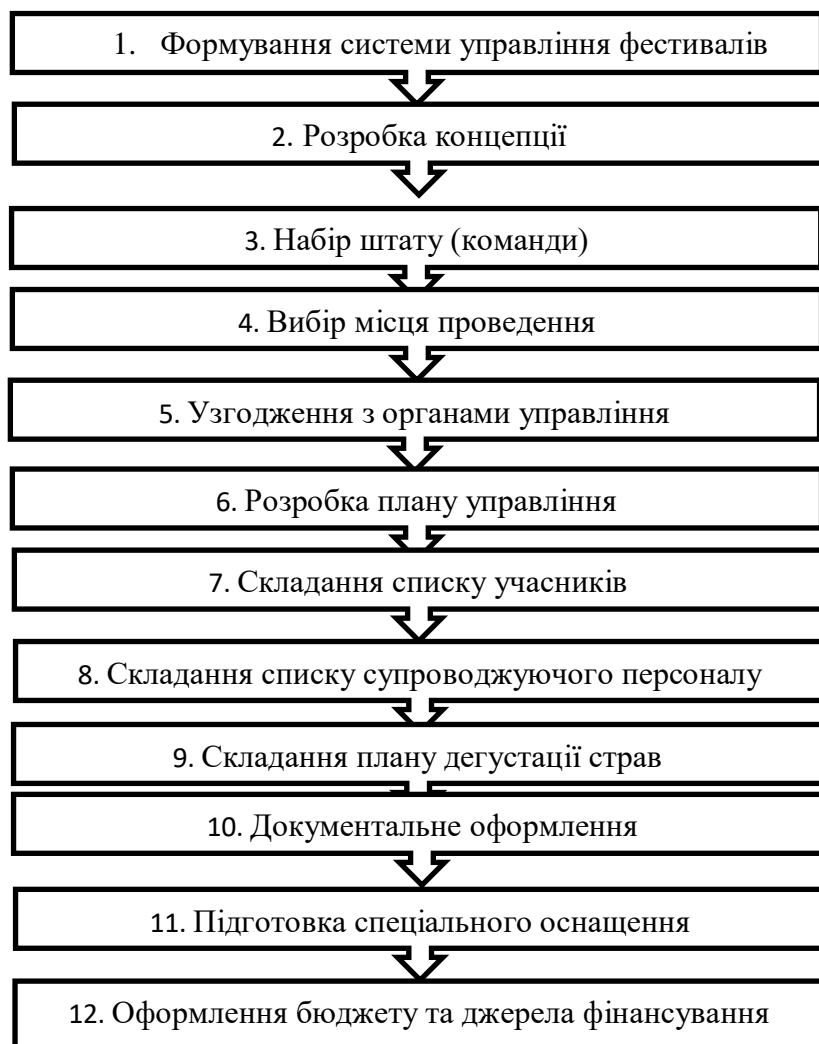 1. Формування системи управління фестивалів
2. Розробка концепції
3. Набір штату (команди)
4. Вибір місця проведення
5. Узгодження з органами управління
6. Розробка плану управління
7. Складання списку учасників
8. Складання списку супроводжуючого персоналу
9. Складання плану дегустації страв
10. Документальне оформлення
11. Підготовка спеціального оснащення
12. Оформлення бюджету та джерела фінансування